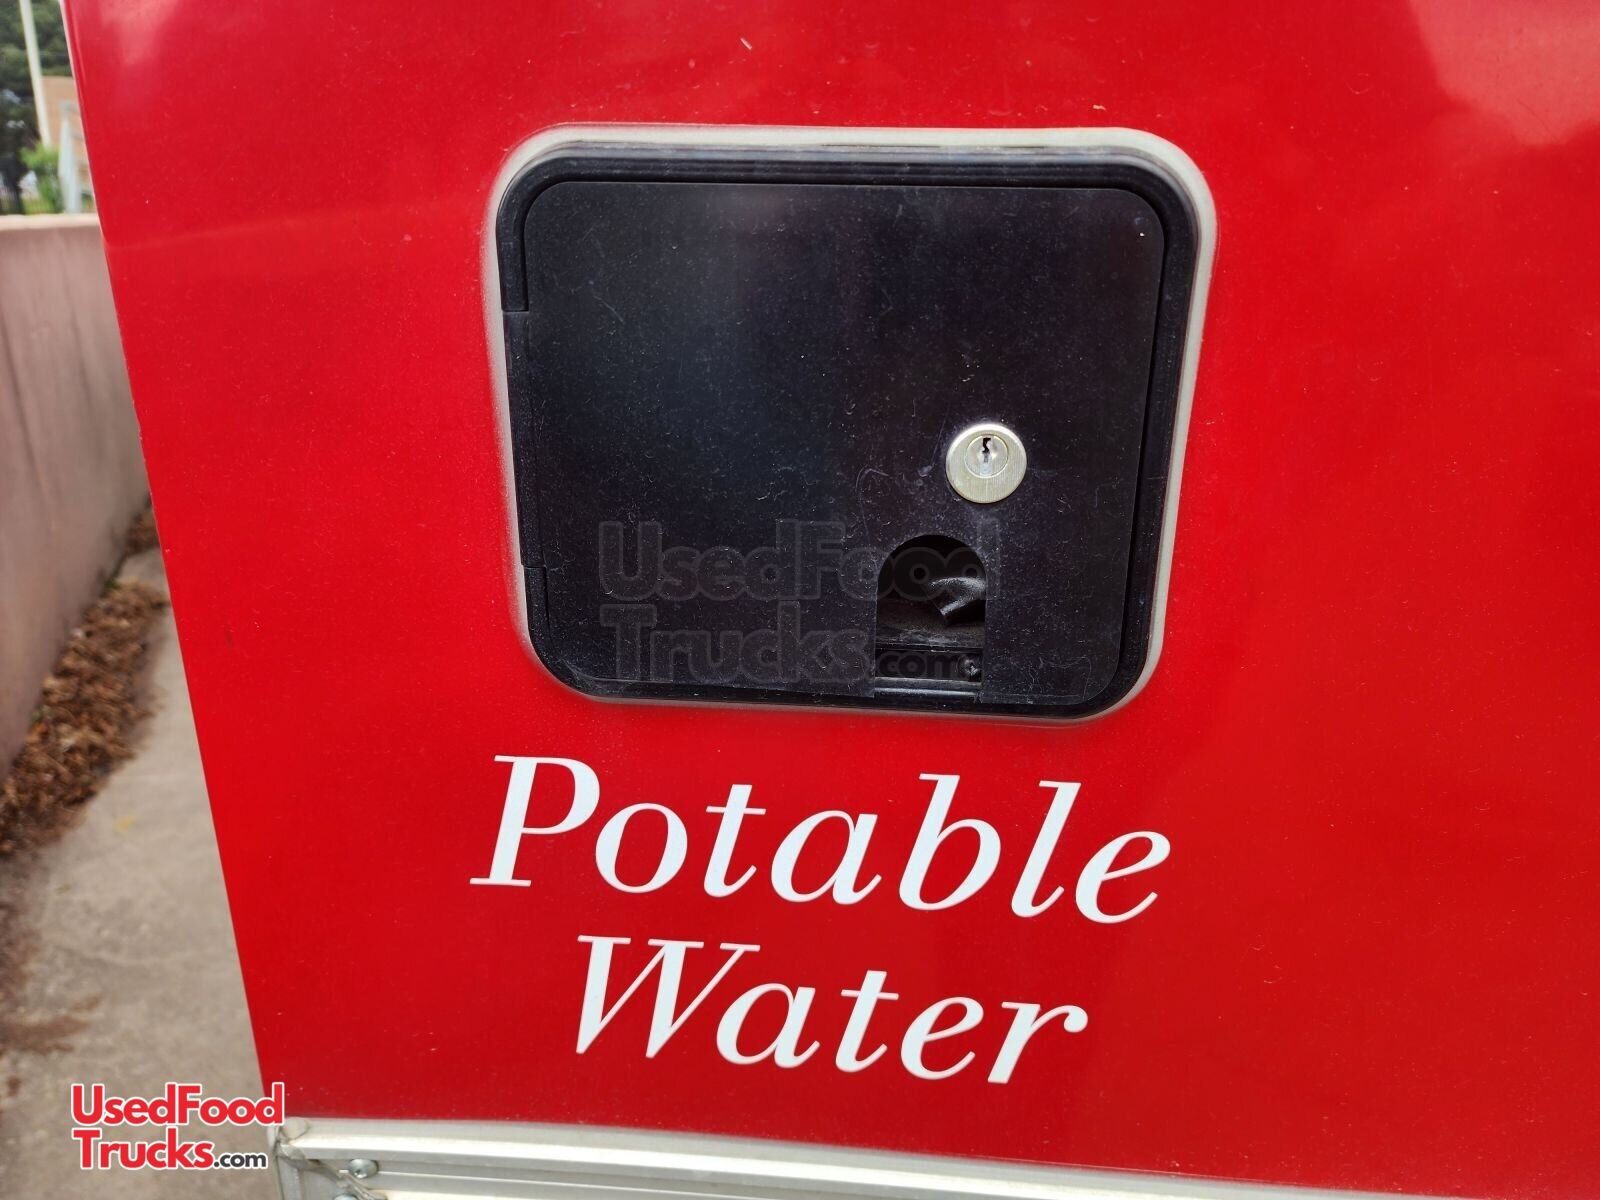 UsedFood
Trucks.com
Potable
Water
UsedFood
Trucks.com